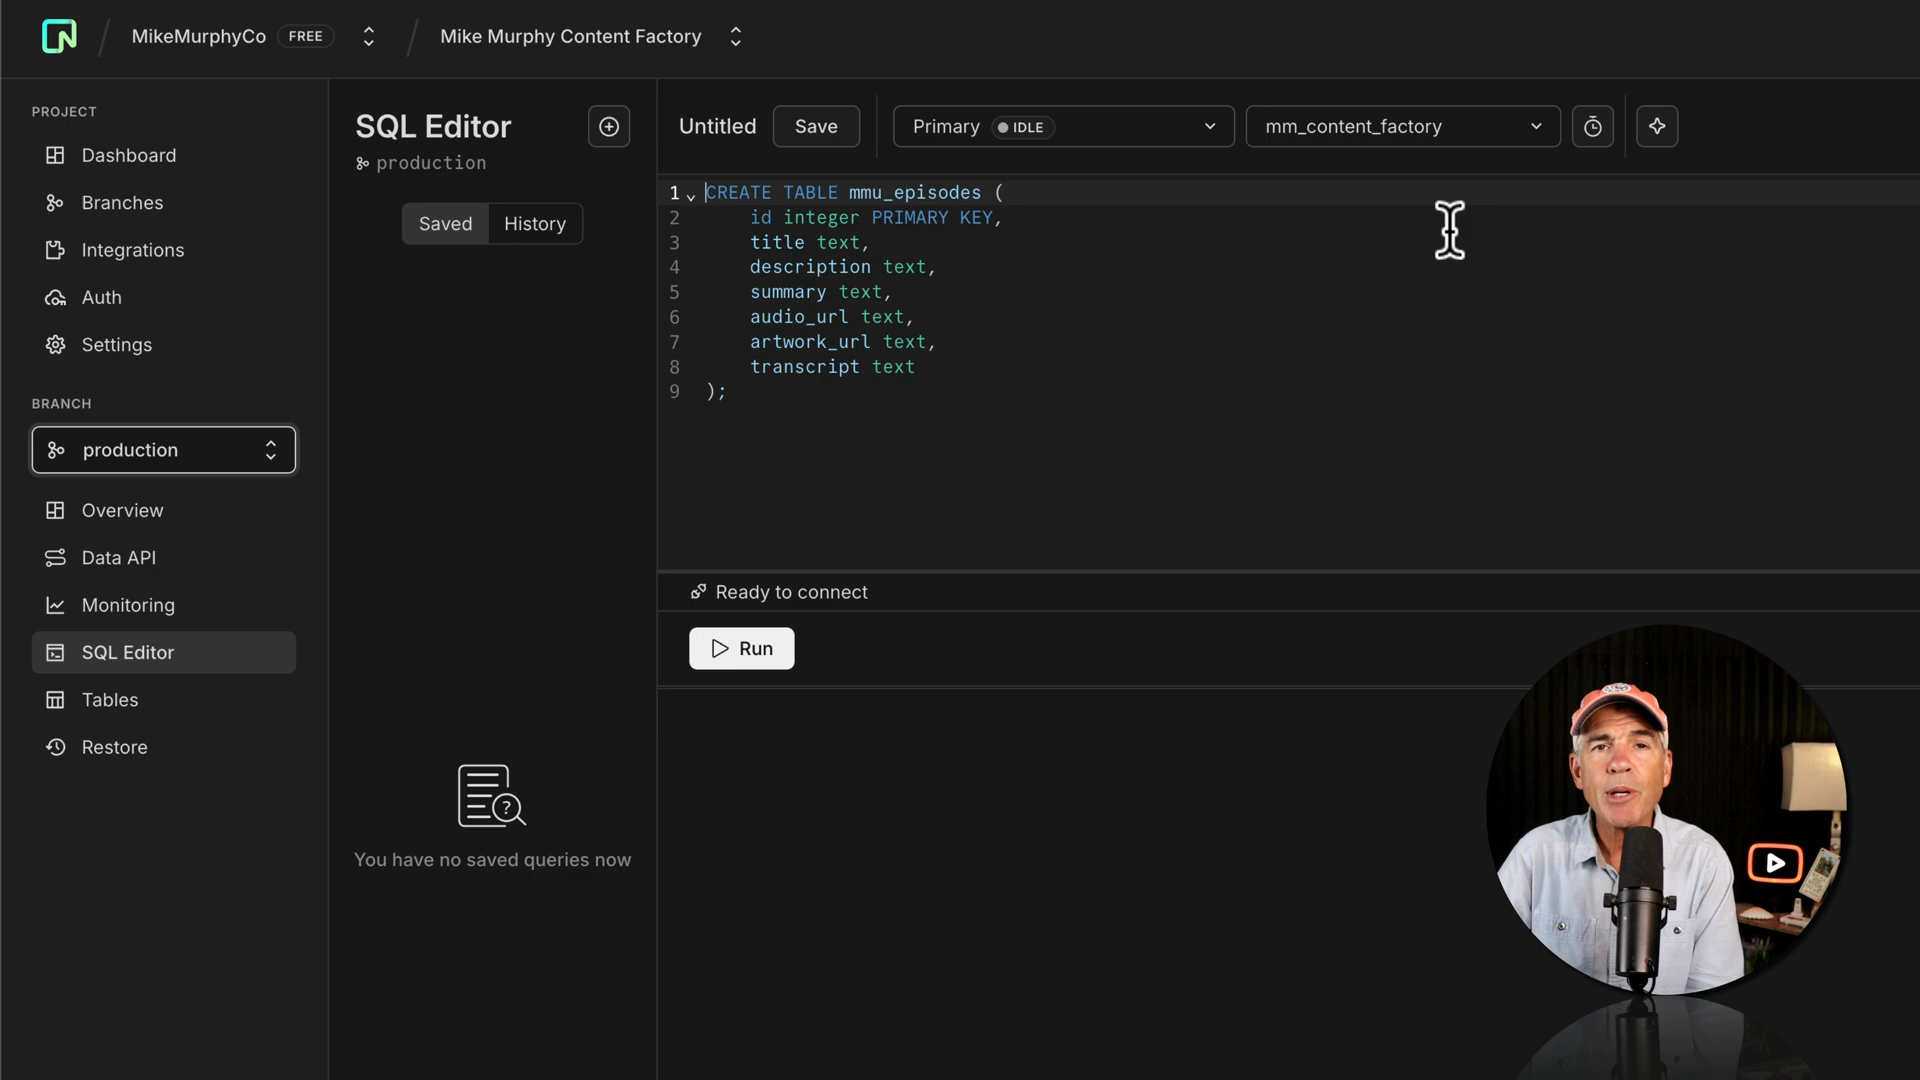 MikeMurphyCo FREE Mike Murphy Content Factory
PROJECT
Dashboard
Branches
Integrations
Auth
Settings
BRANCH
production
Overview
Data API
Monitoring
SQL Editor
Tables
Restore
SQL Editor
production
Saved History
You have no saved queries now
Untitled Save Primary IDLE mm_content_factory
1 CREATE TABLE mmu_episodes (
2 id integer PRIMARY KEY,
3 title text,
4 description text,
5 summary text,
6 audio_url text,
7 artwork_url text,
8 transcript text
9 );
Ready to connect
Run